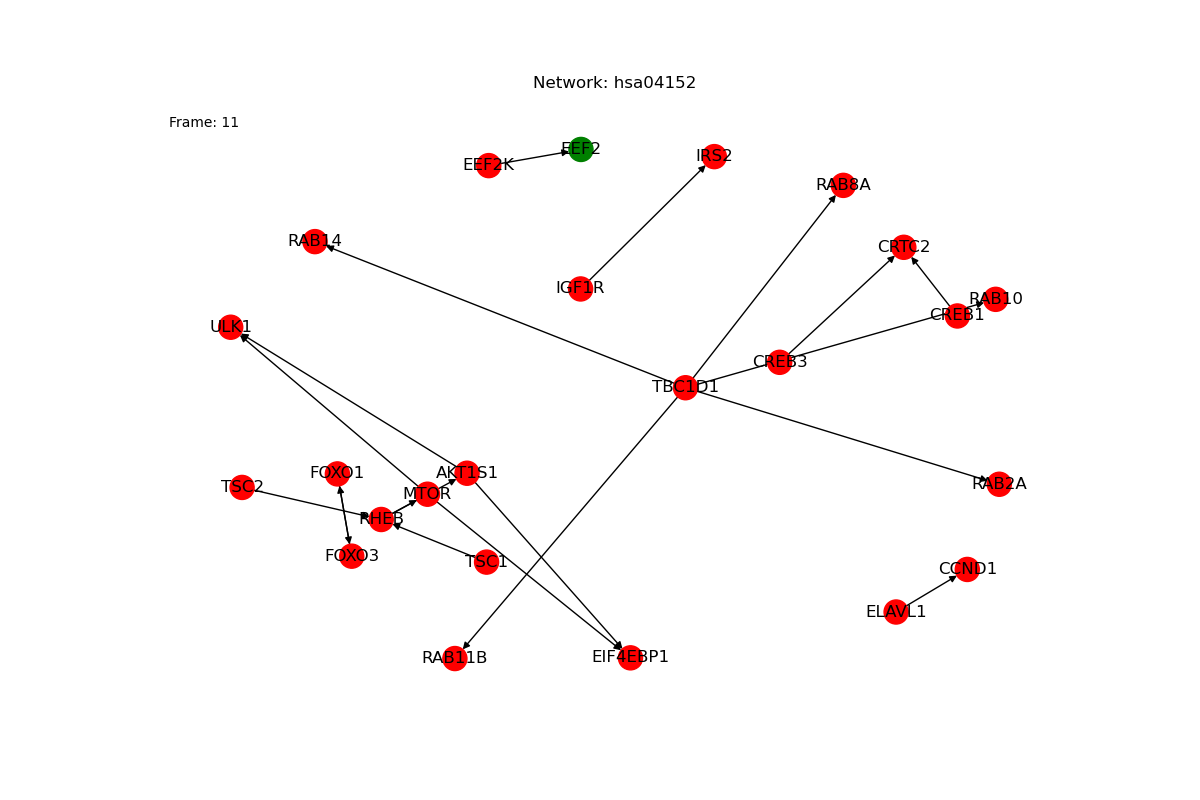 Network: hsa04152
Frame: 11
EEF2
IRS2
EEF2K
RAB8A
RAB14
CRTC2
IGF1R
RAB10
CREB1
ULK1
CREB3
TBC1D1
FOXO1
AKT1S1
RAB2A
TSC2
MTOR
RHEB
FOXO3
TSC1
CCND1
ELAVL1
RAB11B
EIF4EBP1